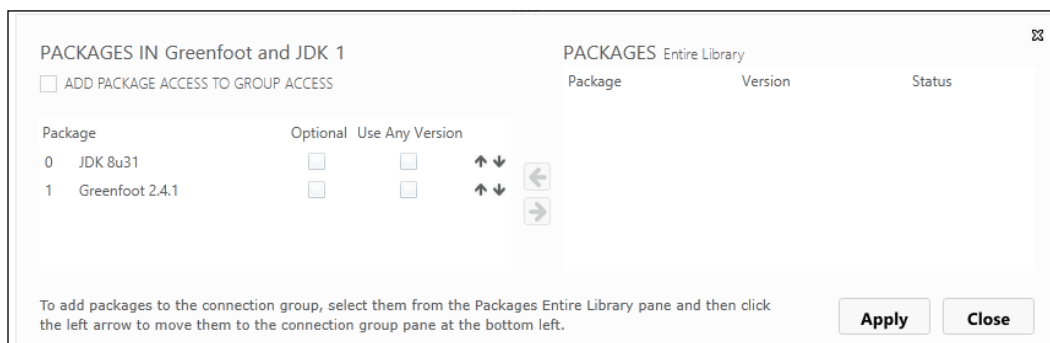 PACKAGES IN Greenfoot and JDK 1
ADD PACKAGE ACCESS TO GROUP ACCESS
Package Optional Use Any Version
0 JDK 8u31
1 Greenfoot 2.4.1
PACKAGES Entire Library
Package Version Status
To add packages to the connection group, select them from the Packages Entire Library pane and then click
the left arrow to move them to the connection group pane at the bottom left.
Apply Close